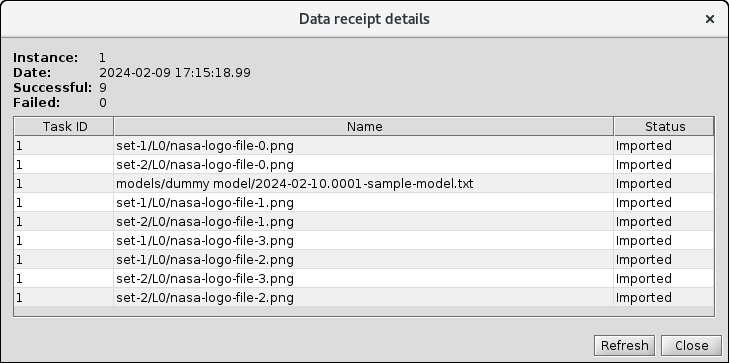 Data receipt details ×
Instance: 1
Date: 2024-02-09 17:15:18.99
Successful: 9
Failed: 0
Task ID Name Status
1 set-1/L0/nasa-logo-file-0.png Imported
1 set-2/L0/nasa-logo-file-0.png Imported
1 models/dummy model/2024-02-10.0001-sample-model.txt Imported
1 set-1/L0/nasa-logo-file-1.png Imported
1 set-2/L0/nasa-logo-file-1.png Imported
1 set-1/L0/nasa-logo-file-3.png Imported
1 set-1/L0/nasa-logo-file-2.png Imported
1 set-2/L0/nasa-logo-file-3.png Imported
1 set-2/L0/nasa-logo-file-2.png Imported
Refresh Close